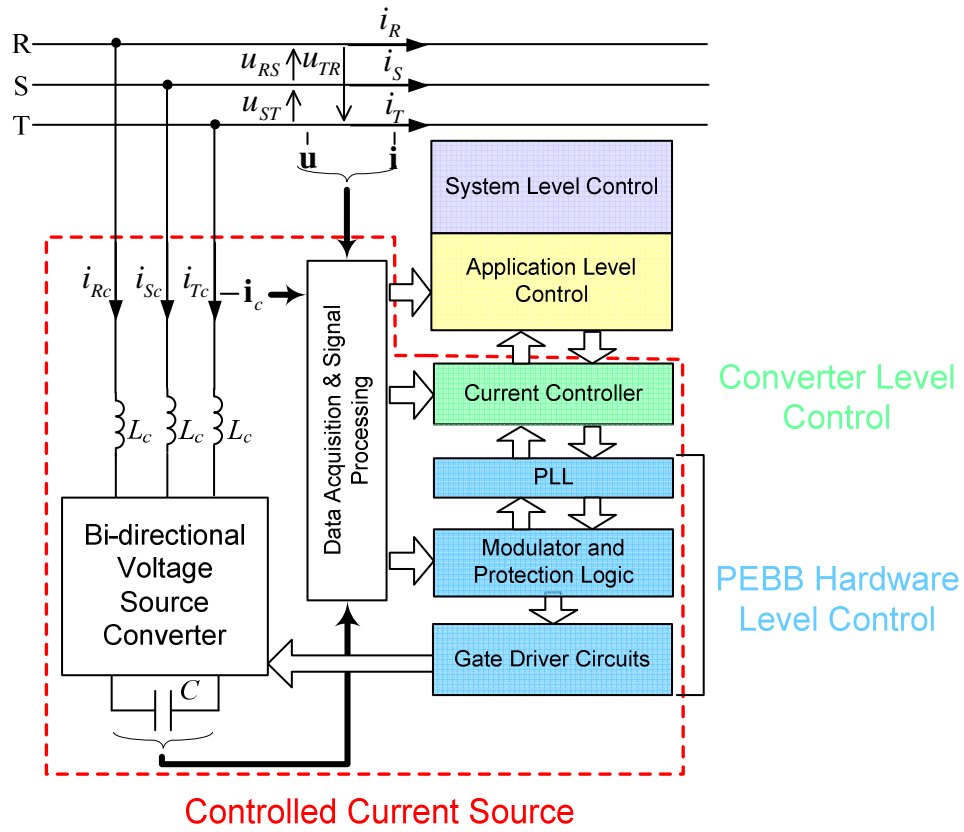 R
S
T
i_R
u_RS
u_TR
i_S
u_ST
i_T
u
i
System Level Control
Application Level
Control
i_Rc
i_Sc
i_Tc
–i_c
Data Acquisition & Signal
Processing
Current Controller
Converter Level
Control
L_c
L_c
L_c
PLL
Bi-directional
Voltage
Source
Converter
Modulator and
Protection Logic
PEBB Hardware
Level Control
Gate Driver Circuits
C
Controlled Current Source